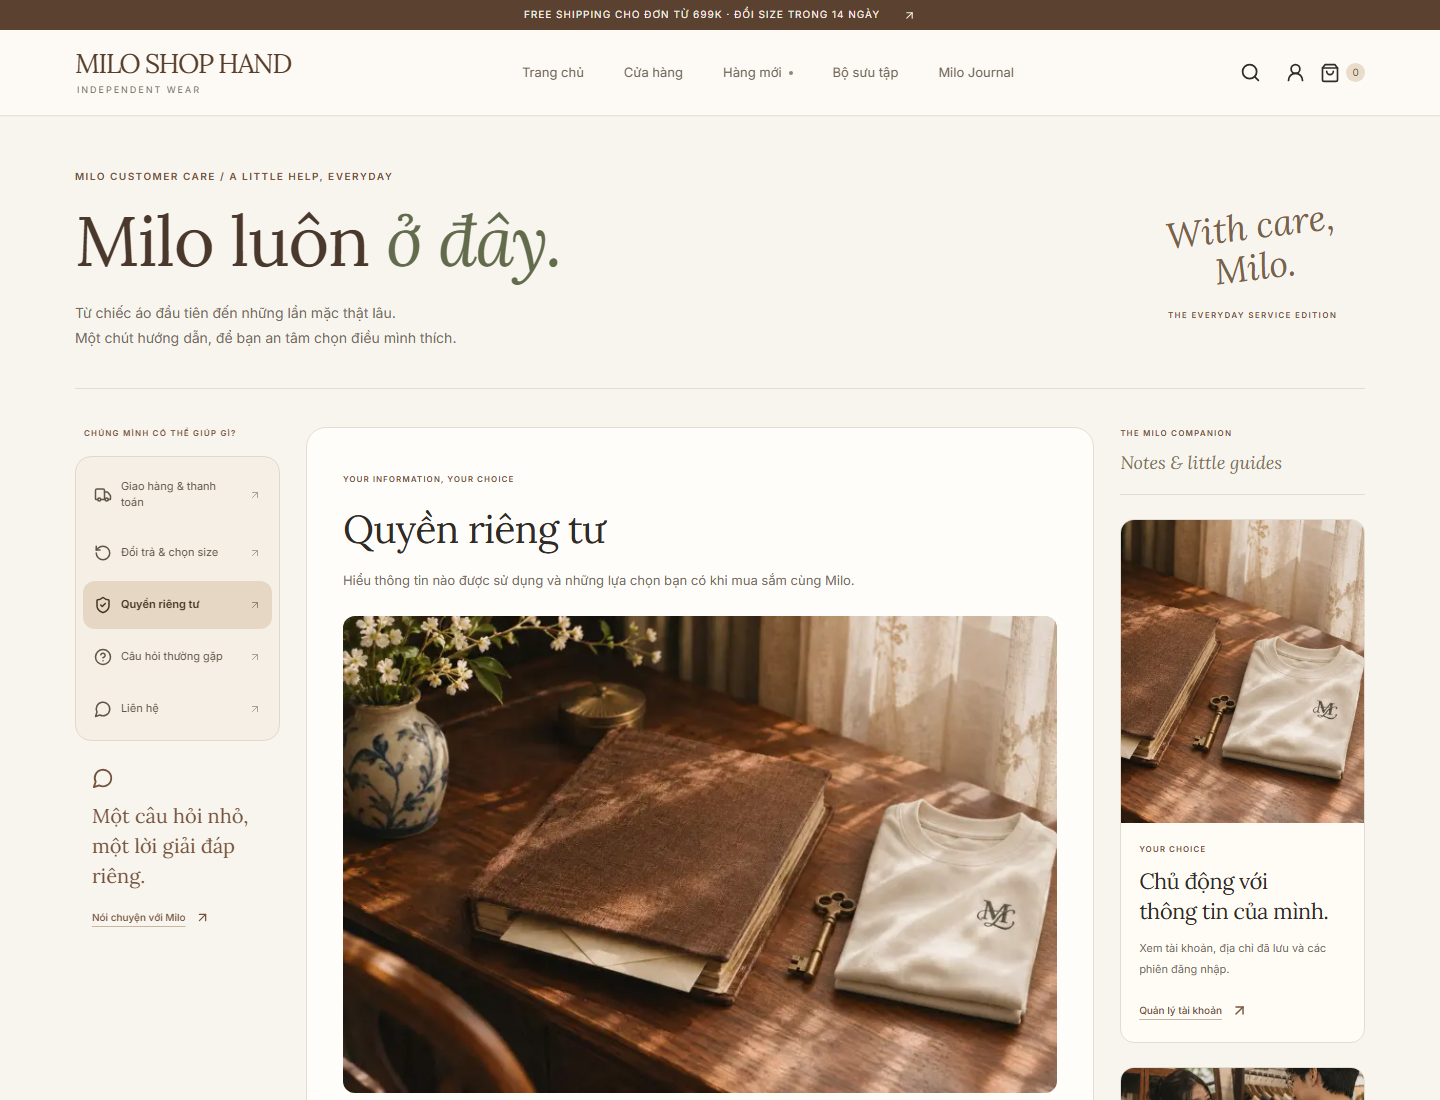 FREE SHIPPING CHO ĐƠN TỪ 699K · ĐỔI SIZE TRONG 14 NGÀY
MILO SHOP HAND
INDEPENDENT WEAR
Trang chủ
Cửa hàng
Hàng mới
Bộ sưu tập
Milo Journal
0
MILO CUSTOMER CARE / A LITTLE HELP, EVERYDAY
Milo luôn ở đây.
Từ chiếc áo đầu tiên đến những lần mặc thật lâu.
Một chút hướng dẫn, để bạn an tâm chọn điều mình thích.
With care,
Milo.
THE EVERYDAY SERVICE EDITION
CHÚNG MÌNH CÓ THỂ GIÚP GÌ?
Giao hàng & thanh
toán
Đổi trả & chọn size
Quyền riêng tư
Câu hỏi thường gặp
Liên hệ
Một câu hỏi nhỏ,
một lời giải đáp
riêng.
Nói chuyện với Milo
YOUR INFORMATION, YOUR CHOICE
Quyền riêng tư
Hiểu thông tin nào được sử dụng và những lựa chọn bạn có khi mua sắm cùng Milo.
THE MILO COMPANION
Notes & little guides
YOUR CHOICE
Chủ động với
thông tin của mình.
Xem tài khoản, địa chỉ đã lưu và các
phiên đăng nhập.
Quản lý tài khoản